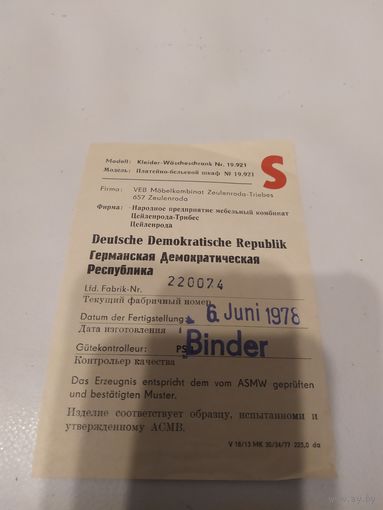 Modell: Kleider-Wäscheschrank Nr. 19.921
Модель: Платейно-бельевой шкаф № 19.921
S
Firma: VEB Möbelkombinat Zeulenroda-Triebes
657 Zeulenroda
Фирма: Народное предприятие мебельный комбинат
Цейленрода-Трибес
Цейленрода
Deutsche Demokratische Republik
Германская Демократическая
Республика
Lfd. Fabrik-Nr. 220074
Текущий фабричный номер
Datum der Fertigstellung: 6. Juni 1978
Дата изготовления
Gütekontrolleur: Binder
Контролье­р качества
Das Erzeugnis entspricht dem vom ASMW geprüften
und bestätigten Muster.
Изделие соответствует образцу, испытанноми и
утвержденному АСМВ.
V 18/13 MK 30/34/77 225,0 da